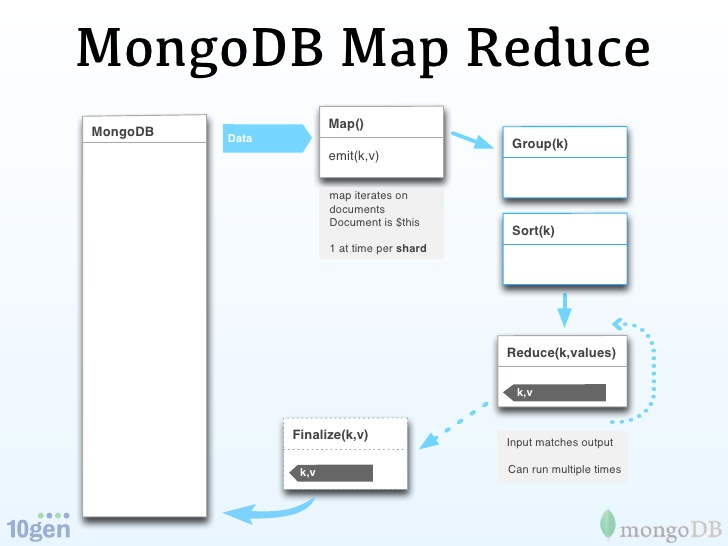 MongoDB Map Reduce
MongoDB
Data
Map()
emit(k,v)
map iterates on
documents
Document is $this
1 at time per shard
Group(k)
Sort(k)
Reduce(k,values)
k,v
Input matches output
Can run multiple times
Finalize(k,v)
k,v
10gen
mongoDB